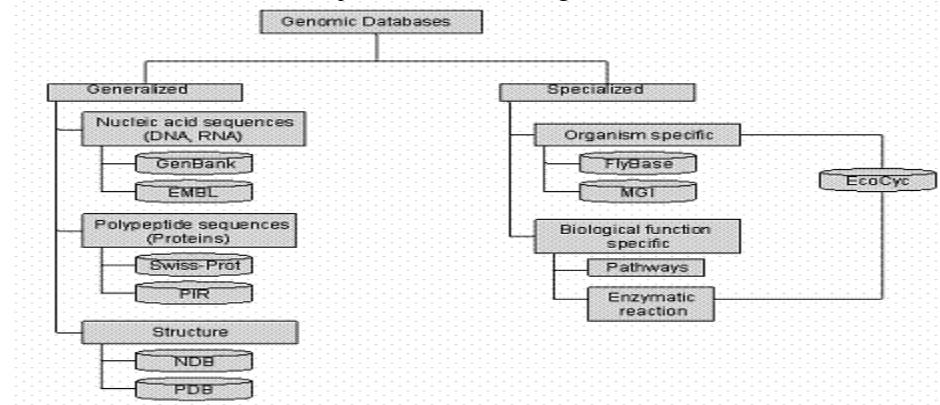 Genomic Databases
Generalized
Nucleic acid sequences
(DNA, RNA)
GenBank
EMBL
Polypeptide sequences
(Proteins)
Swiss-Prot
PIR
Structure
NDB
PDB
Specialized
Organism specific
FlyBase
MGI
EcoCyc
Biological function
specific
Pathways
Enzymatic
reaction